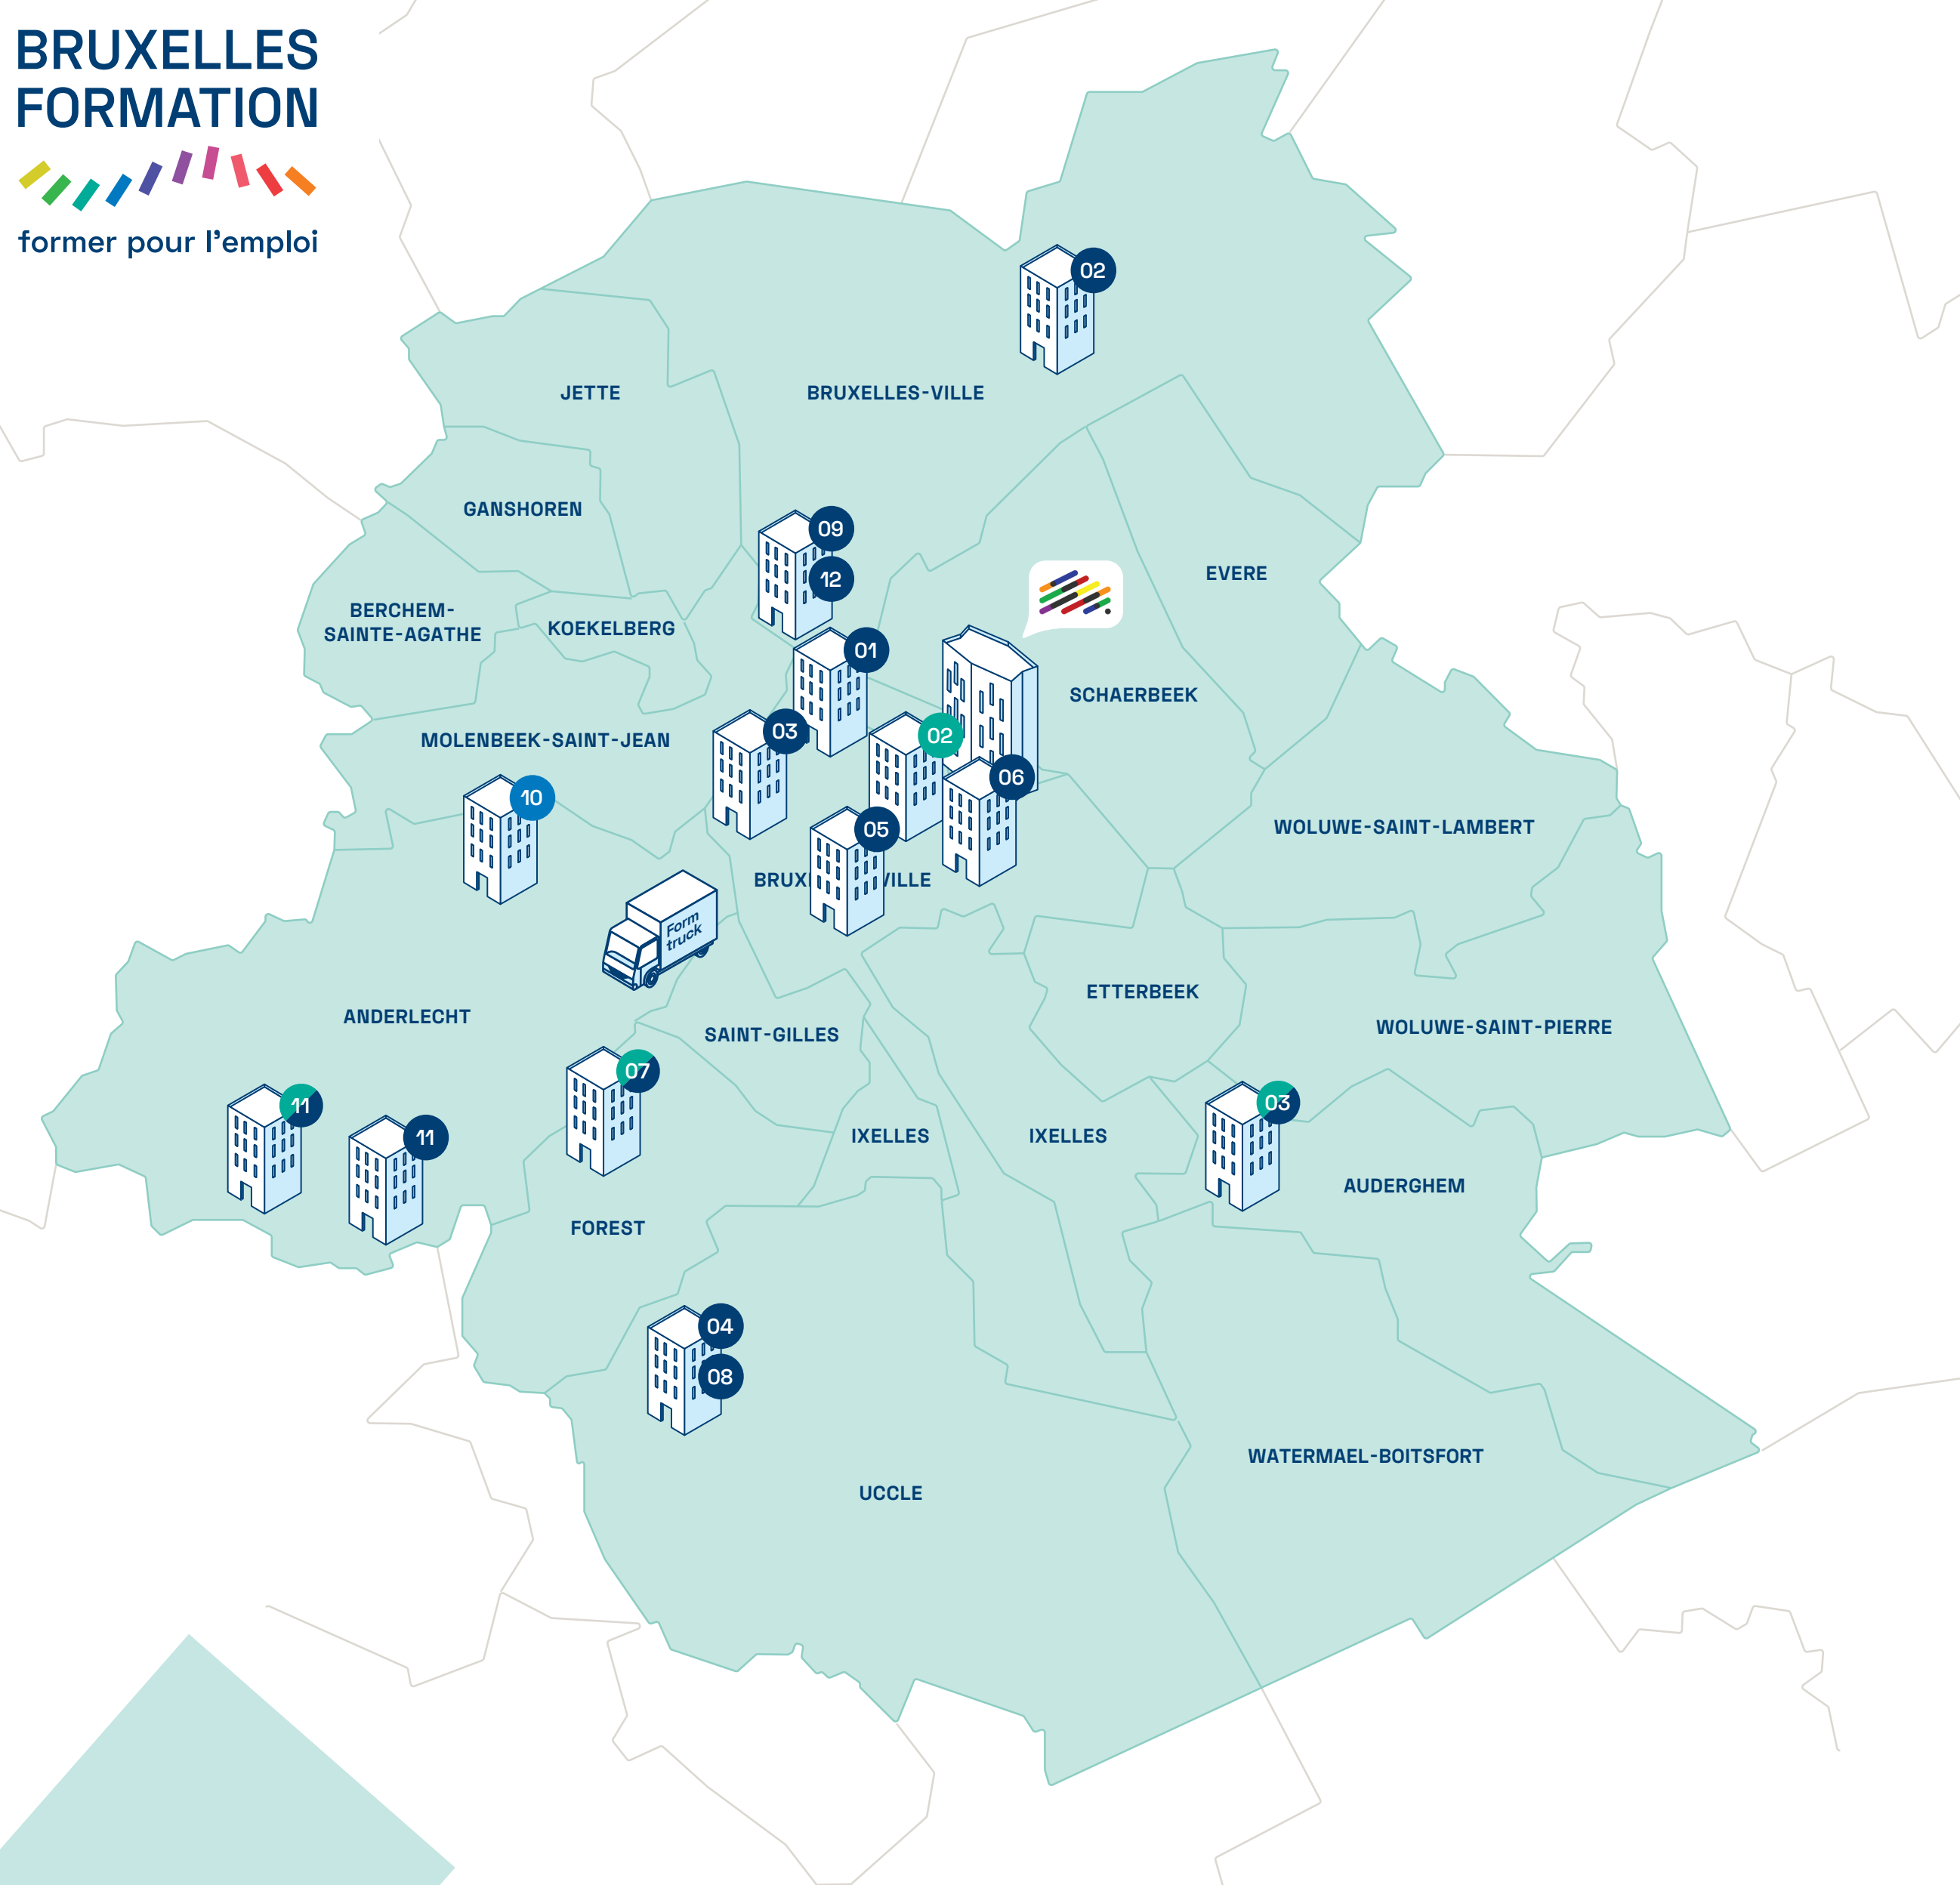 BRUXELLES
FORMATION
former pour l'emploi
02
JETTE
BRUXELLES-VILLE
GANSHOREN
09
12
EVERE
BERCHEM-
SAINTE-AGATHE
KOEKELBERG
01
SCHAERBEEK
03
02
MOLENBEEK-SAINT-JEAN
06
10
05
WOLUWE-SAINT-LAMBERT
BRUX VILLE
Form
truck
ETTERBEEK
ANDERLECHT
SAINT-GILLES
WOLUWE-SAINT-PIERRE
07
11
03
11
IXELLES
IXELLES
AUDERGHEM
FOREST
04
08
WATERMAEL-BOITSFORT
UCCLE